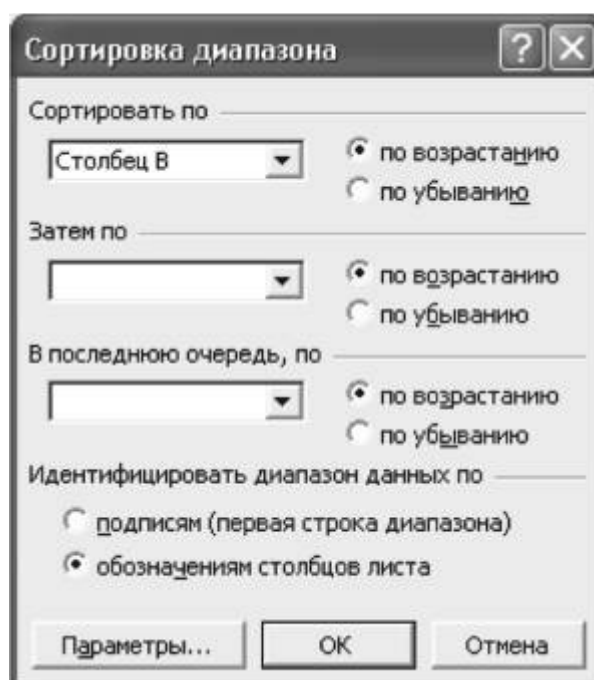 Сортировка диапазона
Сортировать по
Столбец В
по возрастанию
по убыванию
Затем по
по возрастанию
по убыванию
В последнюю очередь, по
по возрастанию
по убыванию
Идентифицировать диапазон данных по
подписям (первая строка диапазона)
обозначениям столбцов листа
Параметры... ОК Отмена